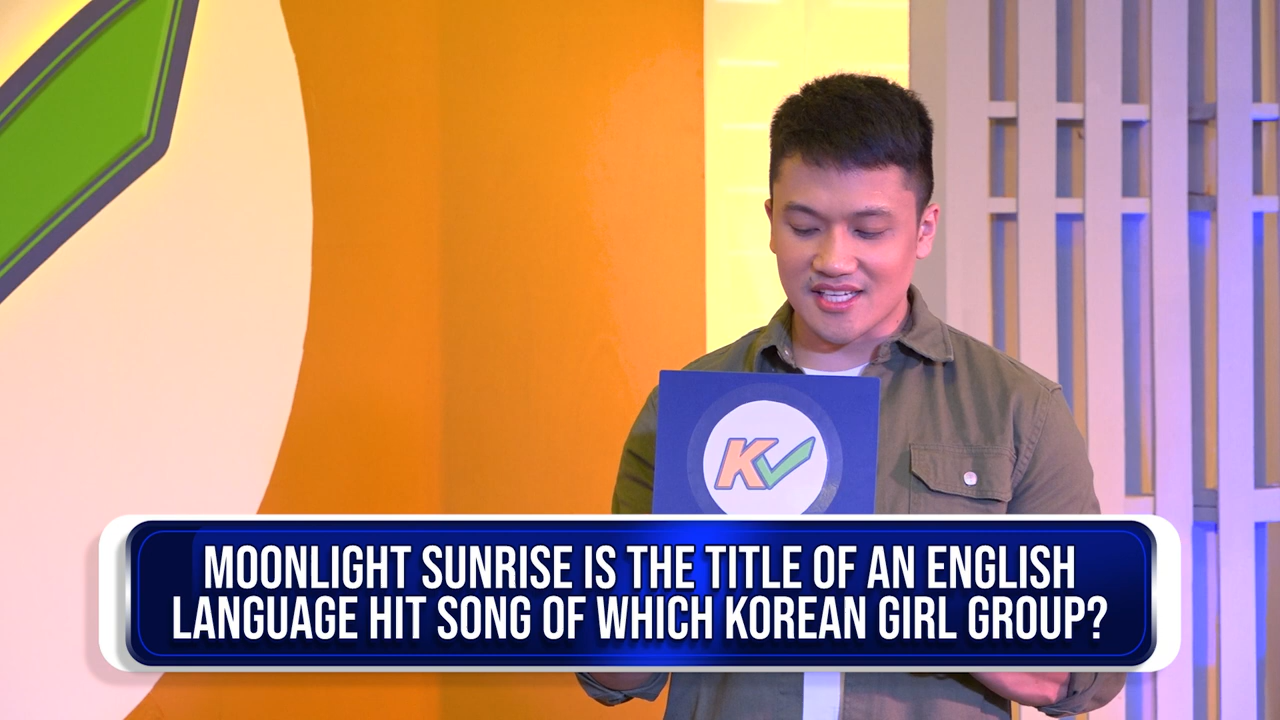 KV
MOONLIGHT SUNRISE IS THE TITLE OF AN ENGLISH
LANGUAGE HIT SONG OF WHICH KOREAN GIRL GROUP?